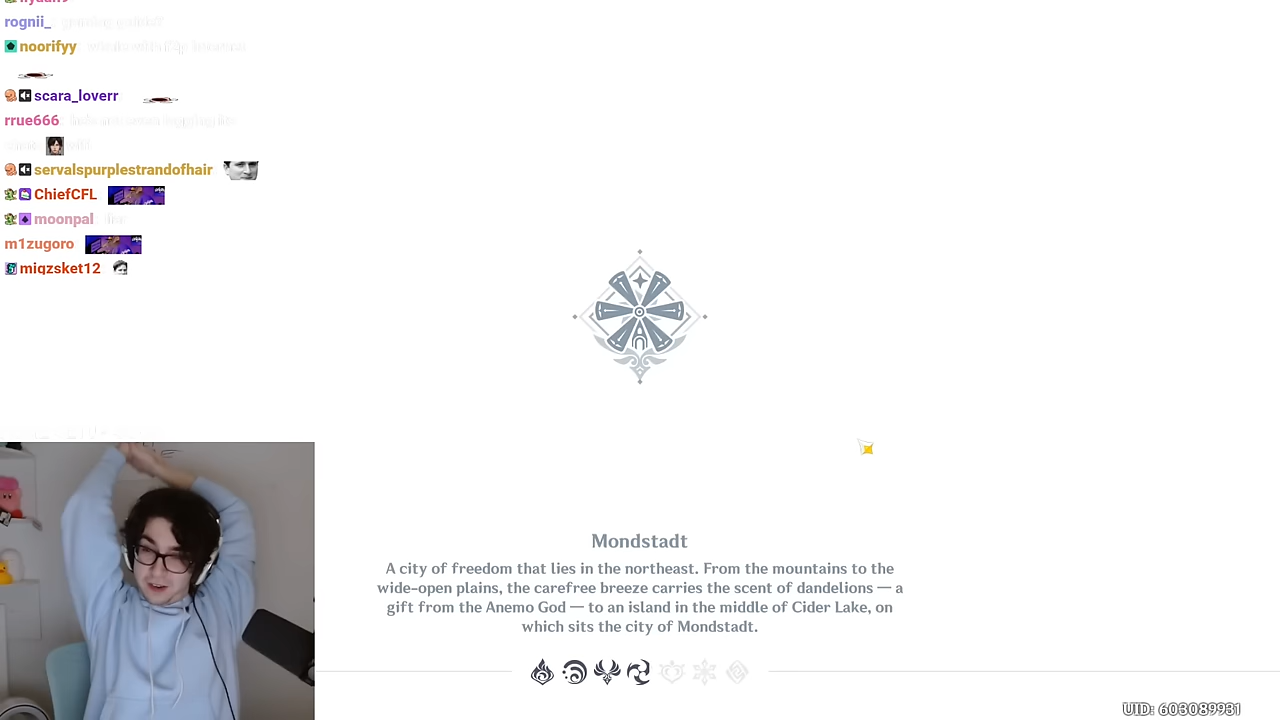 rognii_
noorifyy
scara_loverr
rrue666
servalspurplestrandofhair
ChiefCFL
moonpal
m1zugoro
migzsket12
Mondstadt
A city of freedom that lies in the northeast. From the mountains to the
wide-open plains, the carefree breeze carries the scent of dandelions — a
gift from the Anemo God — to an island in the middle of Cider Lake, on
which sits the city of Mondstadt.
UID: 603089931